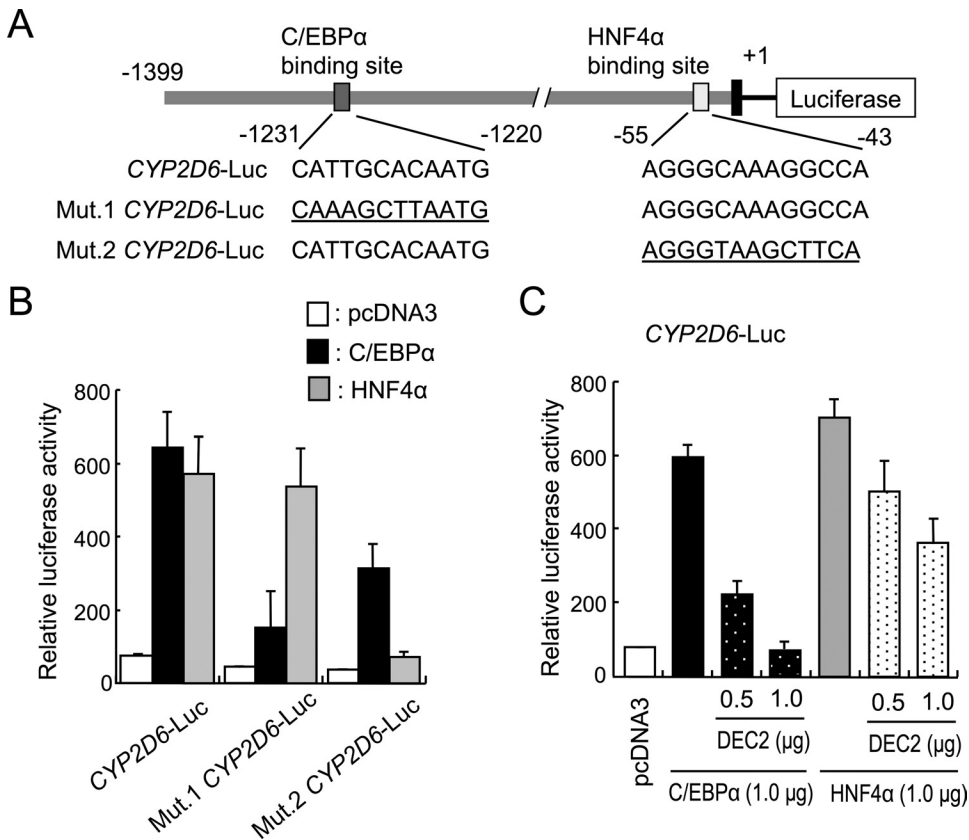 A
C/EBPα
binding site
HNF4α
binding site
+1
-1399
Luciferase
-1231
-1220
-55
-43
CYP2D6-Luc CATTGCACAATG AGGGCAAAGGCCA
Mut.1 CYP2D6-Luc CAAAGCTTAATG AGGGCAAAGGCCA
Mut.2 CYP2D6-Luc CATTGCACAATG AGGGTAAGCTTCA
B
: pcDNA3
: C/EBPα
: HNF4α
Relative luciferase activity
800
600
400
200
0
CYP2D6-Luc
Mut.1 CYP2D6-Luc
Mut.2 CYP2D6-Luc
C
CYP2D6-Luc
Relative luciferase activity
800
600
400
200
0
pcDNA3
0.5 1.0 0.5 1.0
DEC2 (μg) DEC2 (μg)
C/EBPα (1.0 μg) HNF4α (1.0 μg)